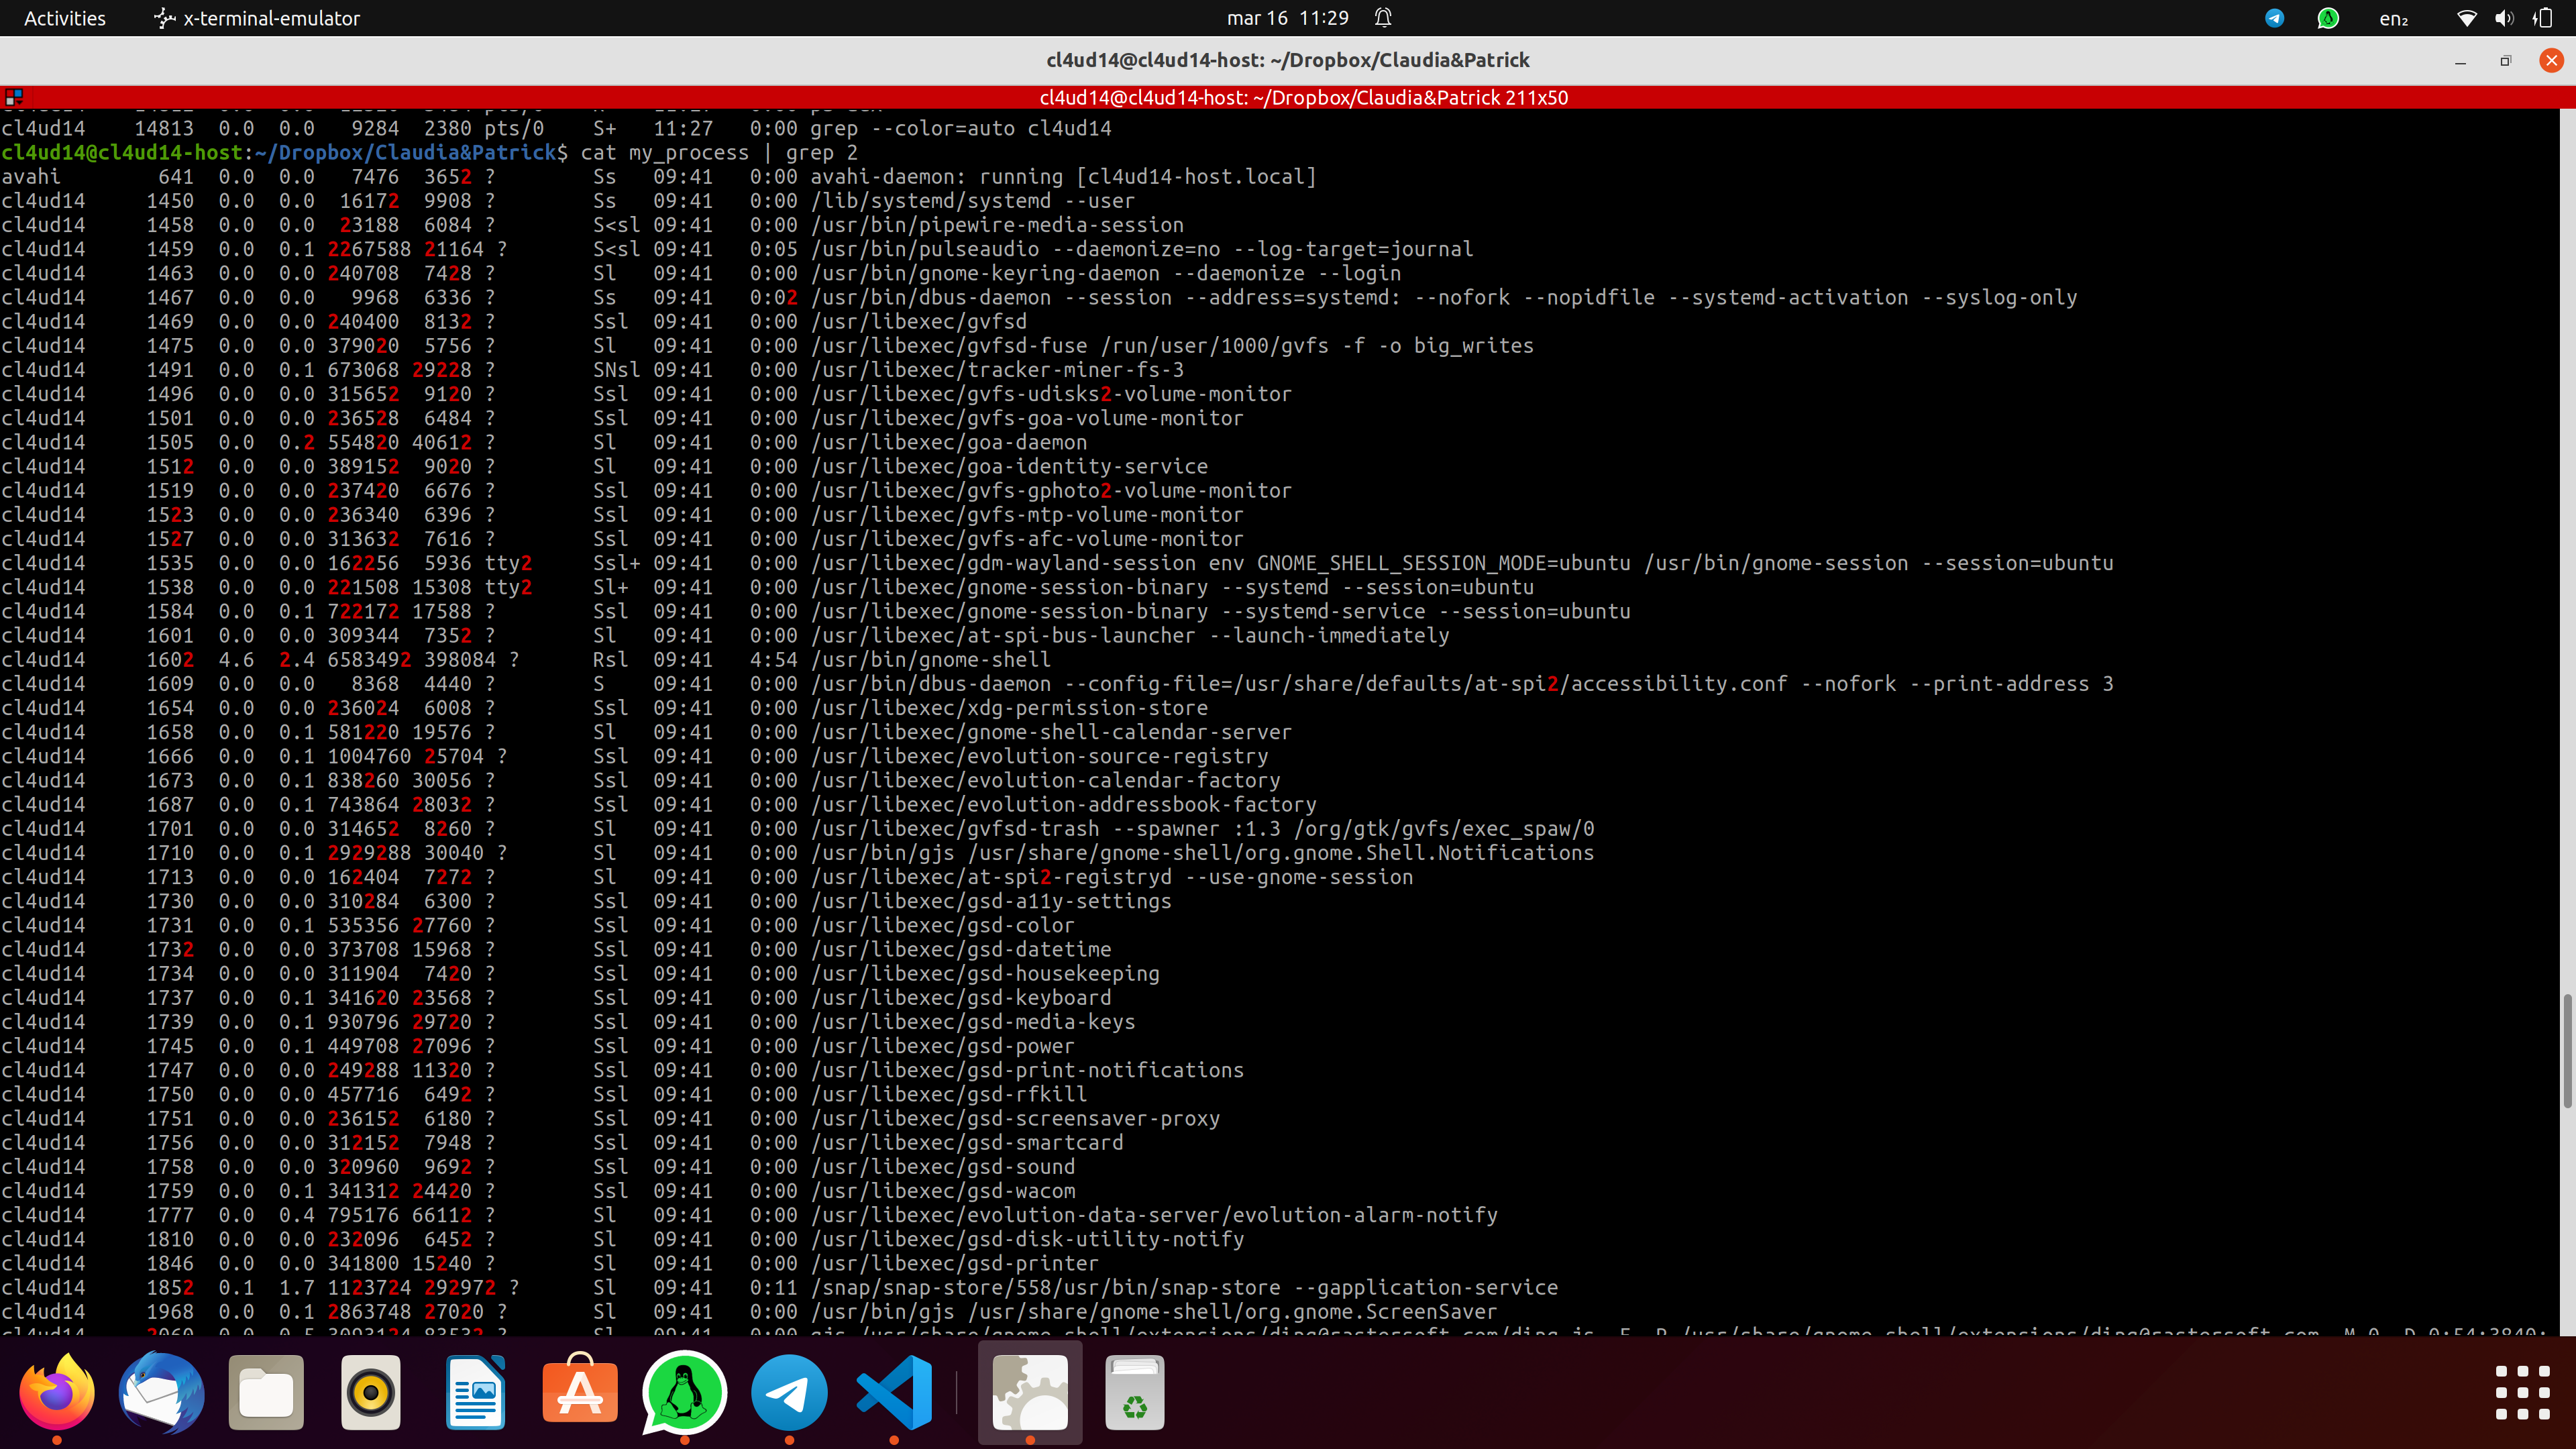 Activities x-terminal-emulator mar 16 11:29 en₂
cl4ud14@cl4ud14-host: ~/Dropbox/Claudia&Patrick
cl4ud14@cl4ud14-host: ~/Dropbox/Claudia&Patrick 211x50
cl4ud14 14813 0.0 0.0 9284 2380 pts/0 S+ 11:27 0:00 grep --color=auto cl4ud14
cl4ud14@cl4ud14-host:~/Dropbox/Claudia&Patrick$ cat my_process | grep 2
avahi 641 0.0 0.0 7476 3652 ? Ss 09:41 0:00 avahi-daemon: running [cl4ud14-host.local]
cl4ud14 1450 0.0 0.0 16172 9908 ? Ss 09:41 0:00 /lib/systemd/systemd --user
cl4ud14 1458 0.0 0.0 23188 6084 ? S<sl 09:41 0:00 /usr/bin/pipewire-media-session
cl4ud14 1459 0.0 0.1 2267588 21164 ? S<sl 09:41 0:05 /usr/bin/pulseaudio --daemonize=no --log-target=journal
cl4ud14 1463 0.0 0.0 240708 7428 ? Sl 09:41 0:00 /usr/bin/gnome-keyring-daemon --daemonize --login
cl4ud14 1467 0.0 0.0 9968 6336 ? Ss 09:41 0:02 /usr/bin/dbus-daemon --session --address=systemd: --nofork --nopidfile --systemd-activation --syslog-only
cl4ud14 1469 0.0 0.0 240400 8132 ? Ssl 09:41 0:00 /usr/libexec/gvfsd
cl4ud14 1475 0.0 0.0 379020 5756 ? Sl 09:41 0:00 /usr/libexec/gvfsd-fuse /run/user/1000/gvfs -f -o big_writes
cl4ud14 1491 0.0 0.1 673068 29228 ? SNsl 09:41 0:00 /usr/libexec/tracker-miner-fs-3
cl4ud14 1496 0.0 0.0 315652 9120 ? Ssl 09:41 0:00 /usr/libexec/gvfs-udisks2-volume-monitor
cl4ud14 1501 0.0 0.0 236528 6484 ? Ssl 09:41 0:00 /usr/libexec/gvfs-goa-volume-monitor
cl4ud14 1505 0.0 0.2 554820 40612 ? Sl 09:41 0:00 /usr/libexec/goa-daemon
cl4ud14 1512 0.0 0.0 389152 9020 ? Sl 09:41 0:00 /usr/libexec/goa-identity-service
cl4ud14 1519 0.0 0.0 237420 6676 ? Ssl 09:41 0:00 /usr/libexec/gvfs-gphoto2-volume-monitor
cl4ud14 1523 0.0 0.0 236340 6396 ? Ssl 09:41 0:00 /usr/libexec/gvfs-mtp-volume-monitor
cl4ud14 1527 0.0 0.0 313632 7616 ? Ssl 09:41 0:00 /usr/libexec/gvfs-afc-volume-monitor
cl4ud14 1535 0.0 0.0 162256 5936 tty2 Ssl+ 09:41 0:00 /usr/libexec/gdm-wayland-session env GNOME_SHELL_SESSION_MODE=ubuntu /usr/bin/gnome-session --session=ubuntu
cl4ud14 1538 0.0 0.0 221508 15308 tty2 Sl+ 09:41 0:00 /usr/libexec/gnome-session-binary --systemd --session=ubuntu
cl4ud14 1584 0.0 0.1 722172 17588 ? Ssl 09:41 0:00 /usr/libexec/gnome-session-binary --systemd-service --session=ubuntu
cl4ud14 1601 0.0 0.0 309344 7352 ? Sl 09:41 0:00 /usr/libexec/at-spi-bus-launcher --launch-immediately
cl4ud14 1602 4.6 2.4 6583492 398084 ? Rsl 09:41 4:54 /usr/bin/gnome-shell
cl4ud14 1609 0.0 0.0 8368 4440 ? S 09:41 0:00 /usr/bin/dbus-daemon --config-file=/usr/share/defaults/at-spi2/accessibility.conf --nofork --print-address 3
cl4ud14 1654 0.0 0.0 236024 6008 ? Ssl 09:41 0:00 /usr/libexec/xdg-permission-store
cl4ud14 1658 0.0 0.1 581220 19576 ? Sl 09:41 0:00 /usr/libexec/gnome-shell-calendar-server
cl4ud14 1666 0.0 0.1 1004760 25704 ? Ssl 09:41 0:00 /usr/libexec/evolution-source-registry
cl4ud14 1673 0.0 0.1 838260 30056 ? Ssl 09:41 0:00 /usr/libexec/evolution-calendar-factory
cl4ud14 1687 0.0 0.1 743864 28032 ? Ssl 09:41 0:00 /usr/libexec/evolution-addressbook-factory
cl4ud14 1701 0.0 0.0 314652 8260 ? Sl 09:41 0:00 /usr/libexec/gvfsd-trash --spawner :1.3 /org/gtk/gvfs/exec_spaw/0
cl4ud14 1710 0.0 0.1 2929288 30040 ? Sl 09:41 0:00 /usr/bin/gjs /usr/share/gnome-shell/org.gnome.Shell.Notifications
cl4ud14 1713 0.0 0.0 162404 7272 ? Sl 09:41 0:00 /usr/libexec/at-spi2-registryd --use-gnome-session
cl4ud14 1730 0.0 0.0 310284 6300 ? Ssl 09:41 0:00 /usr/libexec/gsd-a11y-settings
cl4ud14 1731 0.0 0.1 535356 27760 ? Ssl 09:41 0:00 /usr/libexec/gsd-color
cl4ud14 1732 0.0 0.0 373708 15968 ? Ssl 09:41 0:00 /usr/libexec/gsd-datetime
cl4ud14 1734 0.0 0.0 311904 7420 ? Ssl 09:41 0:00 /usr/libexec/gsd-housekeeping
cl4ud14 1737 0.0 0.1 341620 23568 ? Ssl 09:41 0:00 /usr/libexec/gsd-keyboard
cl4ud14 1739 0.0 0.1 930796 29720 ? Ssl 09:41 0:00 /usr/libexec/gsd-media-keys
cl4ud14 1745 0.0 0.1 449708 27096 ? Ssl 09:41 0:00 /usr/libexec/gsd-power
cl4ud14 1747 0.0 0.0 249288 11320 ? Ssl 09:41 0:00 /usr/libexec/gsd-print-notifications
cl4ud14 1750 0.0 0.0 457716 6492 ? Ssl 09:41 0:00 /usr/libexec/gsd-rfkill
cl4ud14 1751 0.0 0.0 236152 6180 ? Ssl 09:41 0:00 /usr/libexec/gsd-screensaver-proxy
cl4ud14 1756 0.0 0.0 312152 7948 ? Ssl 09:41 0:00 /usr/libexec/gsd-smartcard
cl4ud14 1758 0.0 0.0 320960 9692 ? Ssl 09:41 0:00 /usr/libexec/gsd-sound
cl4ud14 1759 0.0 0.1 341312 24420 ? Ssl 09:41 0:00 /usr/libexec/gsd-wacom
cl4ud14 1777 0.0 0.4 795176 66112 ? Sl 09:41 0:00 /usr/libexec/evolution-data-server/evolution-alarm-notify
cl4ud14 1810 0.0 0.0 232096 6452 ? Sl 09:41 0:00 /usr/libexec/gsd-disk-utility-notify
cl4ud14 1846 0.0 0.0 341800 15240 ? Sl 09:41 0:00 /usr/libexec/gsd-printer
cl4ud14 1852 0.1 1.7 1123724 292972 ? Sl 09:41 0:11 /snap/snap-store/558/usr/bin/snap-store --gapplication-service
cl4ud14 1968 0.0 0.1 2863748 27020 ? Sl 09:41 0:00 /usr/bin/gjs /usr/share/gnome-shell/org.gnome.ScreenSaver